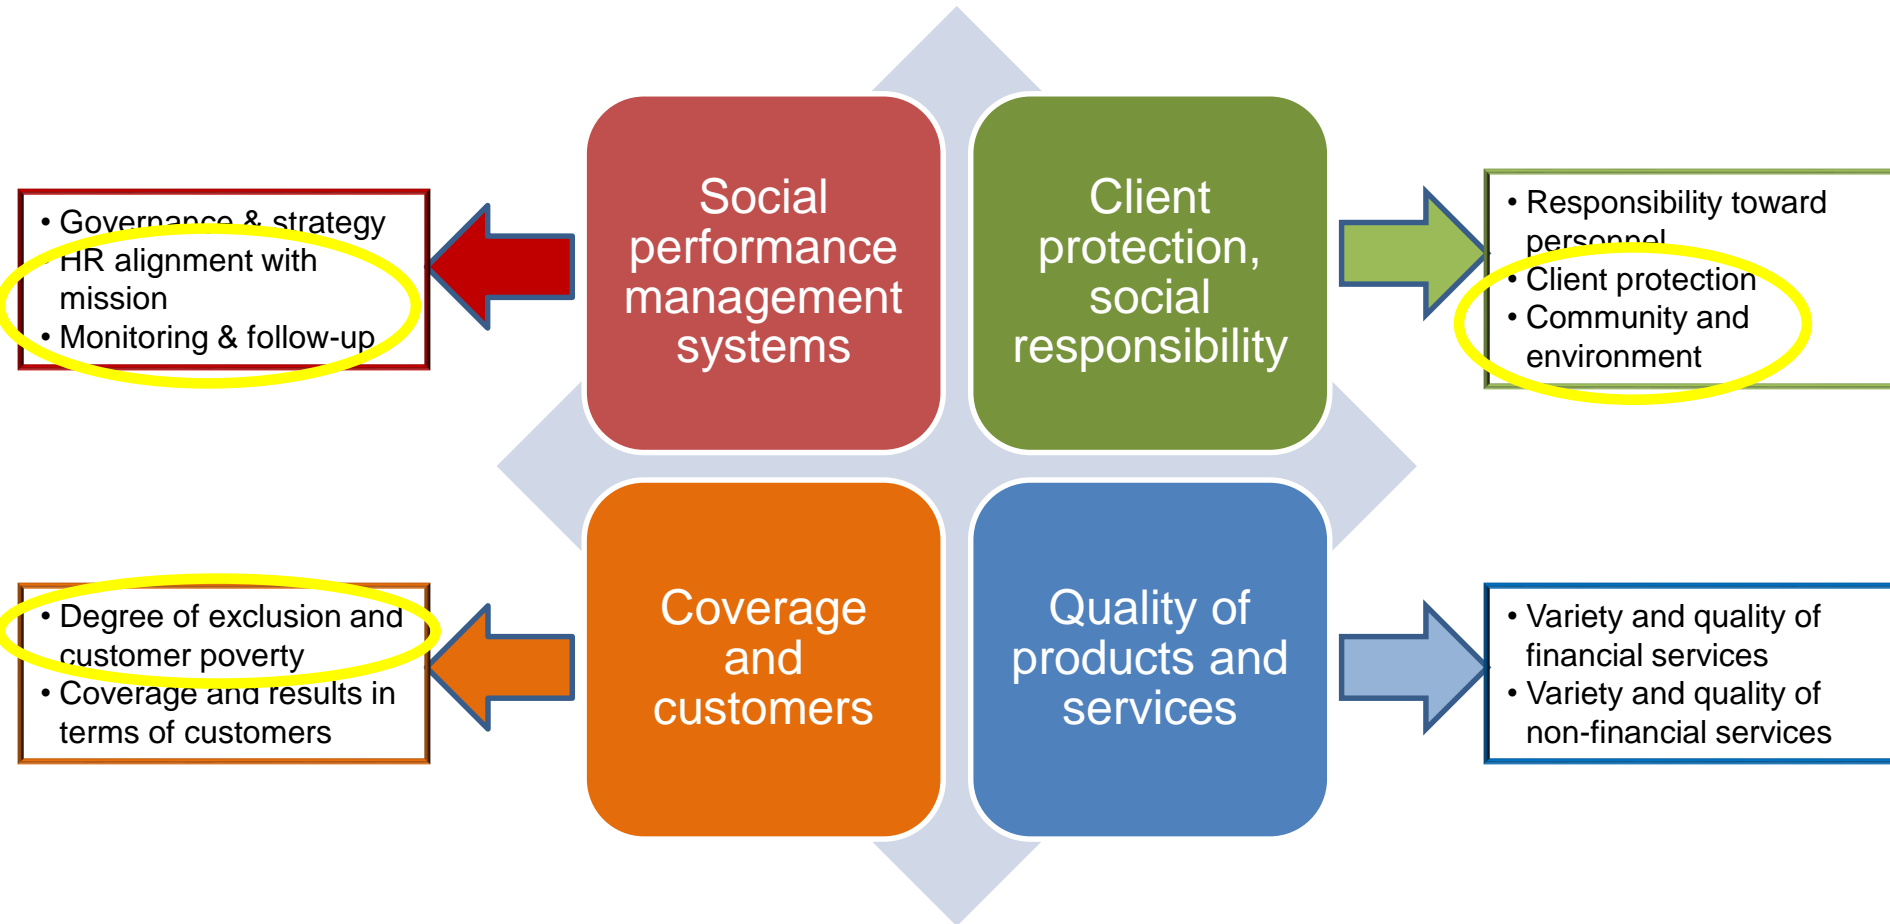 Social
performance
management
systems
Client
protection,
social
responsibility
• Governance & strategy
• HR alignment with
mission
• Monitoring & follow-up
• Responsibility toward
personnel
• Client protection
• Community and
environment
Coverage
and
customers
Quality of
products and
services
• Degree of exclusion and
customer poverty
• Coverage and results in
terms of customers
• Variety and quality of
financial services
• Variety and quality of
non-financial services